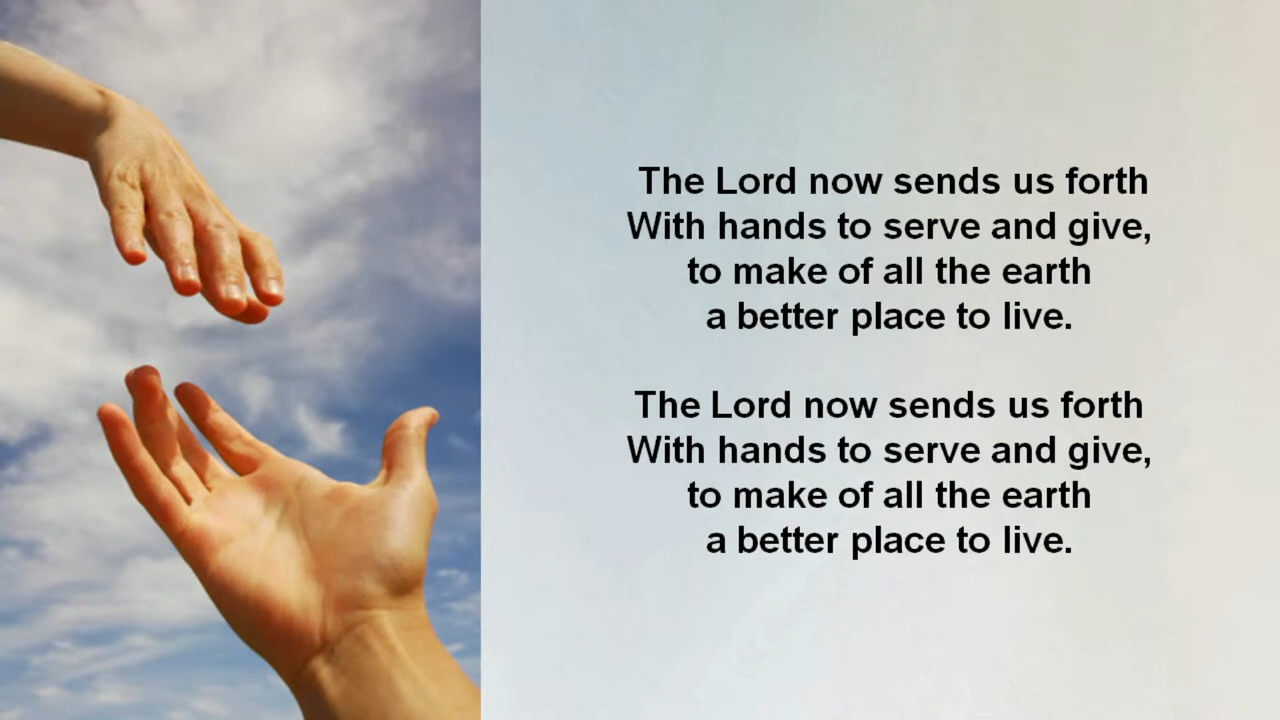 The Lord now sends us forth
With hands to serve and give,
to make of all the earth
a better place to live.
The Lord now sends us forth
With hands to serve and give,
to make of all the earth
a better place to live.